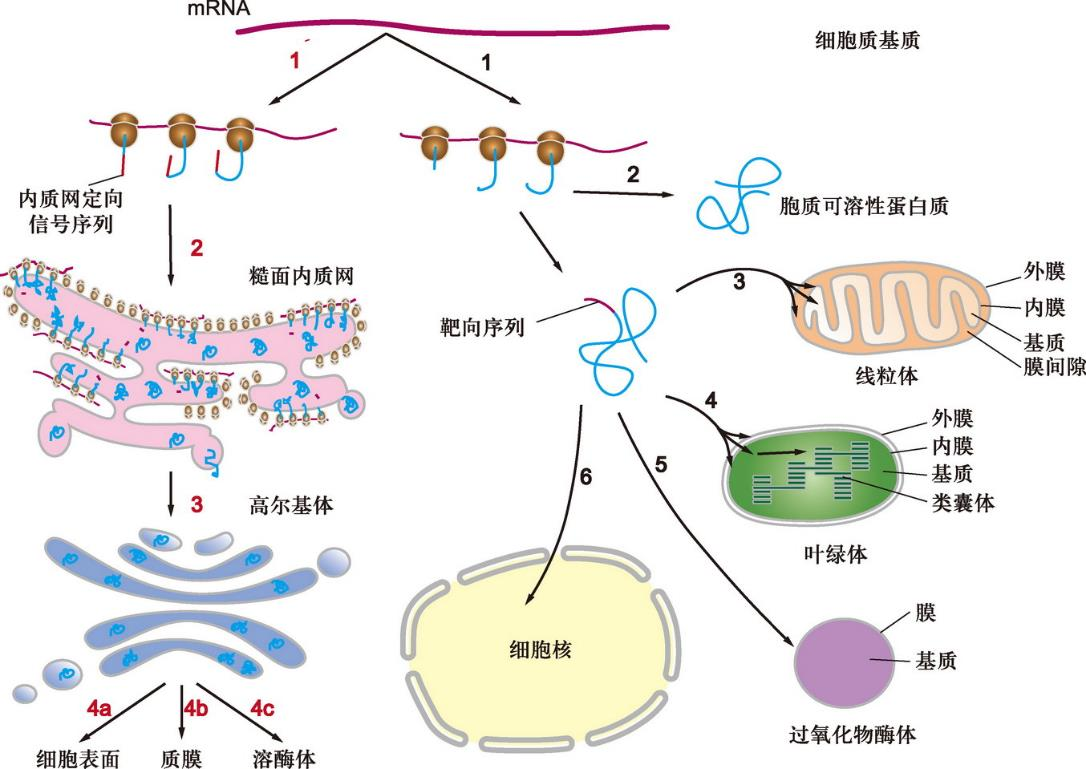 mRNA
细胞质基质
1
1
内质网定向
信号序列
2
胞质可溶性蛋白质
2
糙面内质网
靶向序列
3
外膜
内膜
基质
膜间隙
线粒体
4
外膜
内膜
基质
类囊体
叶绿体
3
高尔基体
6
5
细胞核
膜
基质
过氧化物酶体
4a
4b
4c
细胞表面
质膜
溶酶体